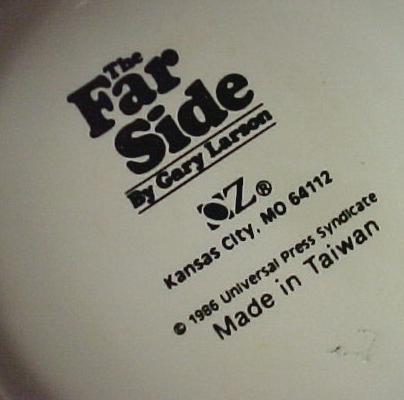 The
Far
Side
By Gary Larson
OZ®
Kansas City, MO 64112
© 1986 Universal Press Syndicate
Made in Taiwan